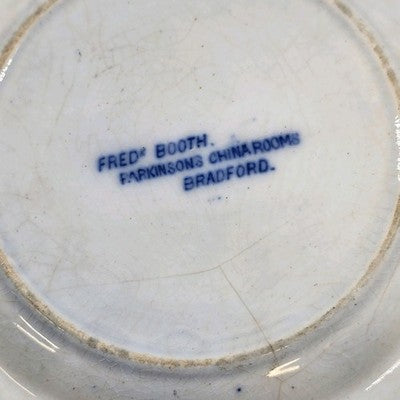 FREDK BOOTH.
PARKINSONS CHINA ROOMS
BRADFORD.